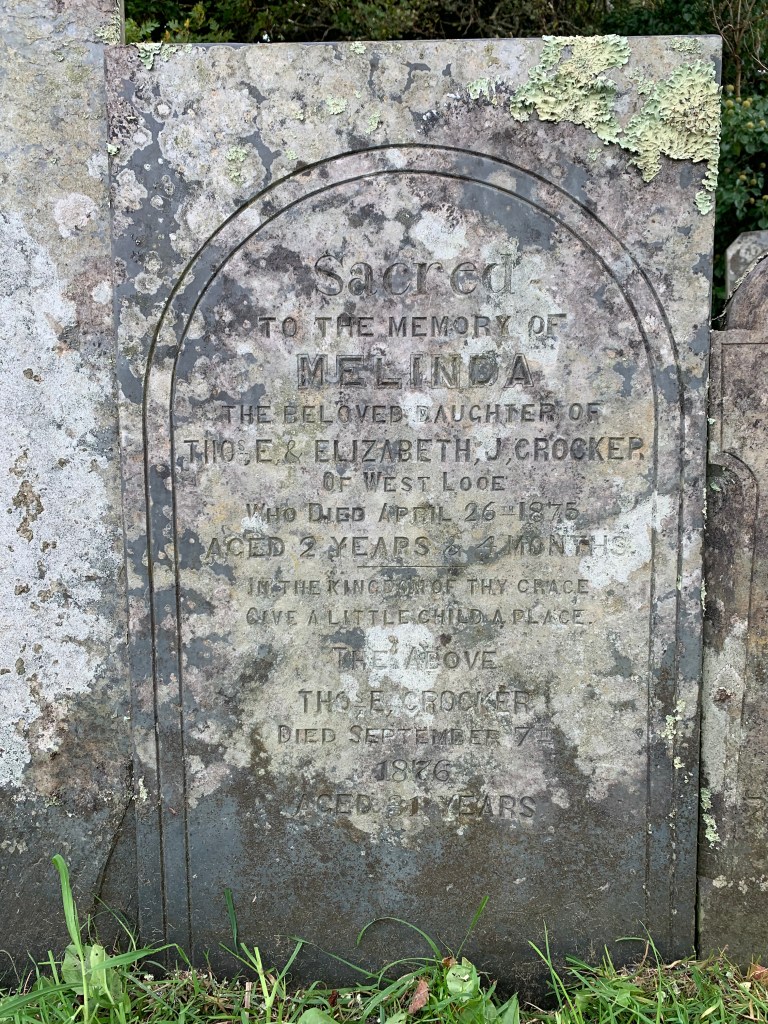 Sacred
TO THE MEMORY OF
MELINDA
THE BELOVED DAUGHTER OF
THOS. E. & ELIZABETH, J, CROCKER.
OF WEST LOOE
WHO DIED APRIL 26TH 1875
AGED 2 YEARS & 4 MONTHS.
IN THE KINGDOM OF THY GRACE
GIVE A LITTLE CHILD A PLACE.
THE ABOVE
THOS E, CROCKER
DIED SEPTEMBER 7TH
1876
AGED 31 YEARS